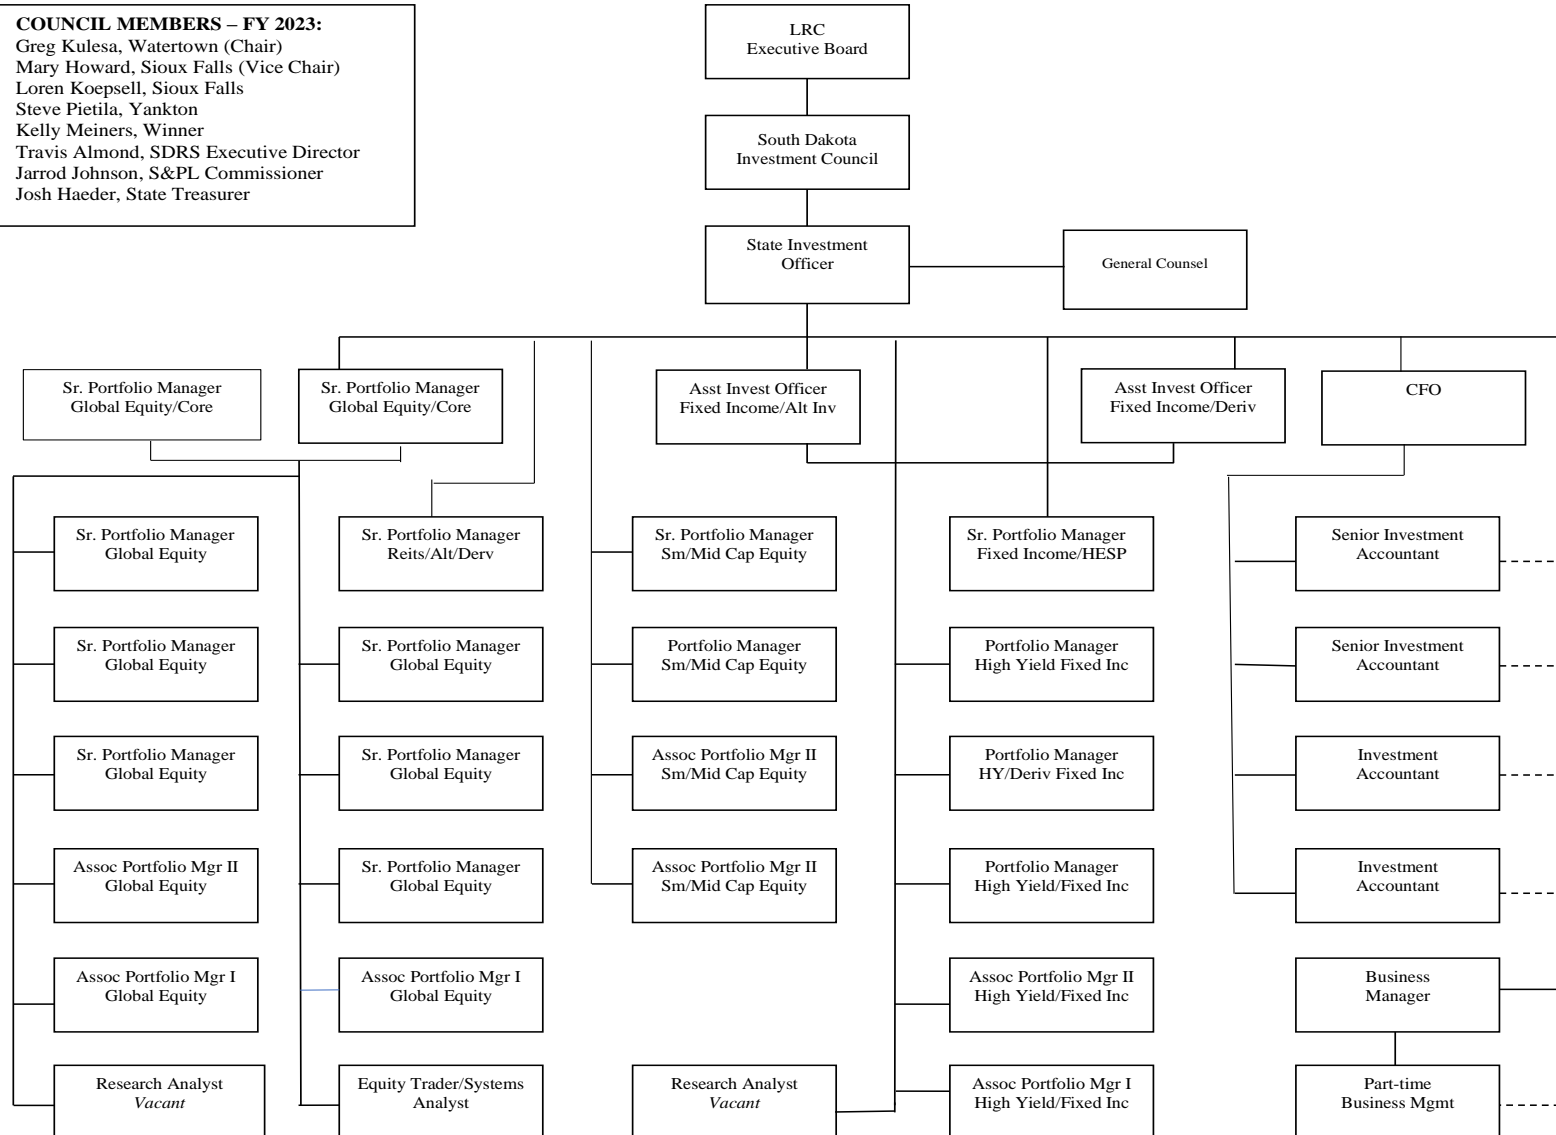 COUNCIL MEMBERS – FY 2023:
Greg Kulesa, Watertown (Chair)
Mary Howard, Sioux Falls (Vice Chair)
Loren Koepsell, Sioux Falls
Steve Pietila, Yankton
Kelly Meiners, Winner
Travis Almond, SDRS Executive Director
Jarrod Johnson, S&PL Commissioner
Josh Haeder, State Treasurer
LRC
Executive Board
South Dakota
Investment Council
State Investment
Officer
General Counsel
Sr. Portfolio Manager
Global Equity/Core
Sr. Portfolio Manager
Global Equity/Core
Asst Invest Officer
Fixed Income/Alt Inv
Asst Invest Officer
Fixed Income/Deriv
CFO
Sr. Portfolio Manager
Global Equity
Sr. Portfolio Manager
Reits/Alt/Derv
Sr. Portfolio Manager
Sm/Mid Cap Equity
Sr. Portfolio Manager
Fixed Income/HESP
Senior Investment
Accountant
Sr. Portfolio Manager
Global Equity
Sr. Portfolio Manager
Global Equity
Portfolio Manager
Sm/Mid Cap Equity
Portfolio Manager
High Yield Fixed Inc
Senior Investment
Accountant
Sr. Portfolio Manager
Global Equity
Sr. Portfolio Manager
Global Equity
Assoc Portfolio Mgr II
Sm/Mid Cap Equity
Portfolio Manager
HY/Deriv Fixed Inc
Investment
Accountant
Assoc Portfolio Mgr II
Global Equity
Sr. Portfolio Manager
Global Equity
Assoc Portfolio Mgr II
Sm/Mid Cap Equity
Portfolio Manager
High Yield/Fixed Inc
Investment
Accountant
Assoc Portfolio Mgr I
Global Equity
Assoc Portfolio Mgr I
Global Equity
Assoc Portfolio Mgr II
High Yield/Fixed Inc
Business
Manager
Research Analyst
Vacant
Equity Trader/Systems
Analyst
Research Analyst
Vacant
Assoc Portfolio Mgr I
High Yield/Fixed Inc
Part-time
Business Mgmt